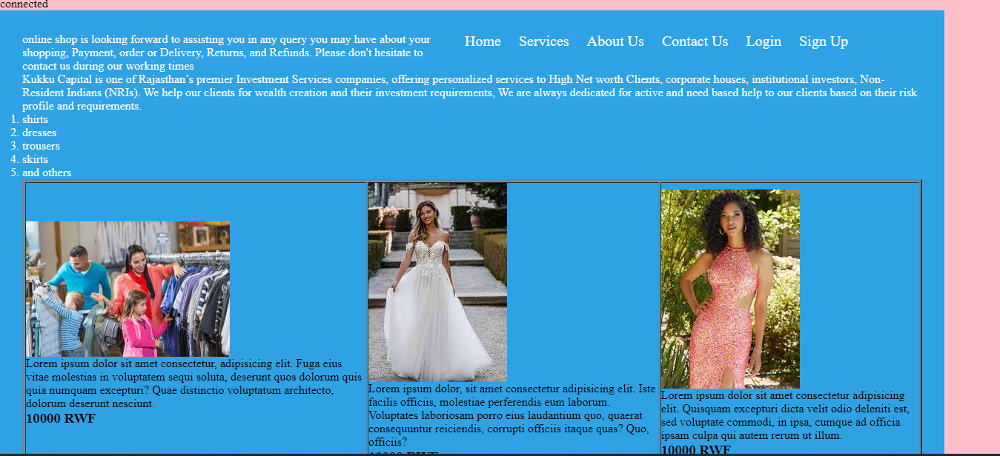 connected
online shop is looking forward to assisting you in any query you may have about your
shopping, Payment, order or Delivery, Returns, and Refunds. Please don't hesitate to
contact us during our working times
Home Services About Us Contact Us Login Sign Up
Kukku Capital is one of Rajasthan’s premier Investment Services companies, offering personalized services to High Net worth Clients, corporate houses, institutional investors, Non-
Resident Indians (NRIs). We help our clients for wealth creation and their investment requirements, We are always dedicated for active and need based help to our clients based on their risk
profile and requirements.
1. shirts
2. dresses
3. trousers
4. skirts
5. and others
Lorem ipsum dolor sit amet consectetur, adipisicing elit. Fuga eius
vitae molestias in voluptatem sequi soluta, deserunt quos dolorum quis
quia numquam excepturi? Quae distinctio voluptatum architecto,
dolorum deserunt nesciunt.
10000 RWF
Lorem ipsum dolor, sit amet consectetur adipisicing elit. Iste
facilis officiis, molestiae perferendis eum laborum.
Voluptates laboriosam porro eius laudantium quo, quaerat
consequuntur reiciendis, corrupti officiis itaque quas? Quo,
officiis?
10000 RWF
Lorem ipsum dolor sit amet consectetur adipisicing
elit. Quisquam excepturi dicta velit odio deleniti est,
sed voluptate commodi, in ipsa, cumque ad officia
ipsam culpa qui autem rerum ut illum.
10000 RWF